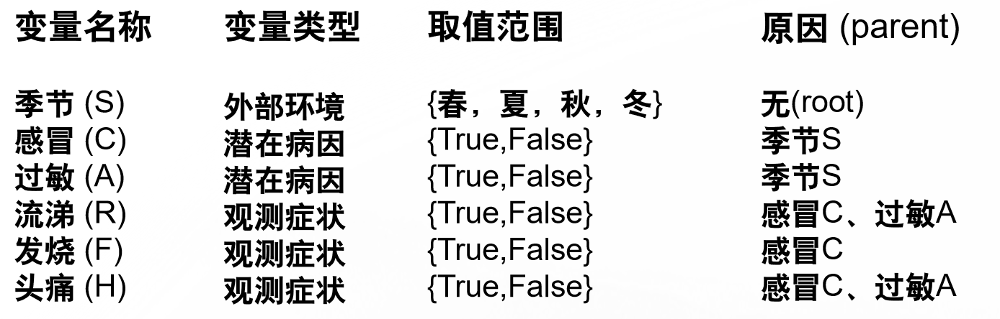 变量名称 变量类型 取值范围 原因 (parent)
季节 (S) 外部环境 {春，夏，秋，冬} 无(root)
感冒 (C) 潜在病因 {True,False} 季节S
过敏 (A) 潜在病因 {True,False} 季节S
流涕 (R) 观测症状 {True,False} 感冒C、过敏A
发烧 (F) 观测症状 {True,False} 感冒C
头痛 (H) 观测症状 {True,False} 感冒C、过敏A